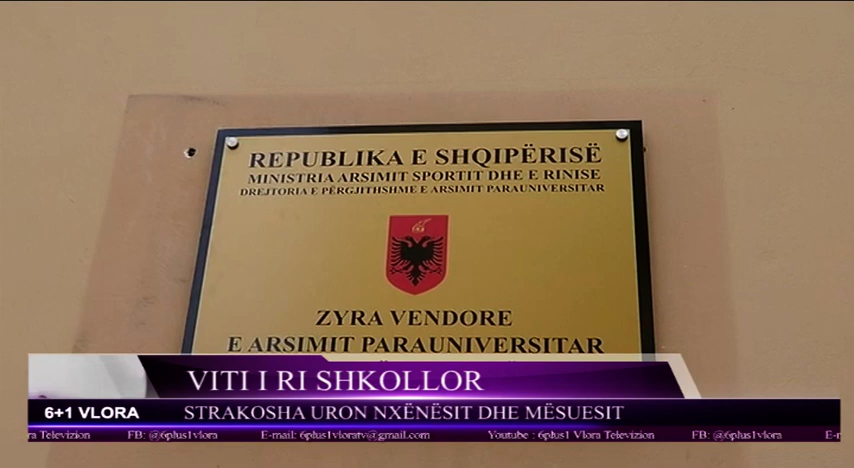 REPUBLIKA E SHQIPËRISË
MINISTRIA ARSIMIT SPORTIT DHE E RINISE
DREJTORIA E PËRGJITHSHME E ARSIMIT PARAUNIVERSITAR
ZYRA VENDORE
E ARSIMIT PARAUNIVERSITAR
VITI I RI SHKOLLOR
6+1 VLORA
STRAKOSHA URON NXËNËSIT DHE MËSUESIT
ra Televizion FB: @6plus1vlora E-mail: 6plus1vloratv@gmail.com Youtube : 6plus1 Vlora Televizion FB: @6plus1vlora E-m